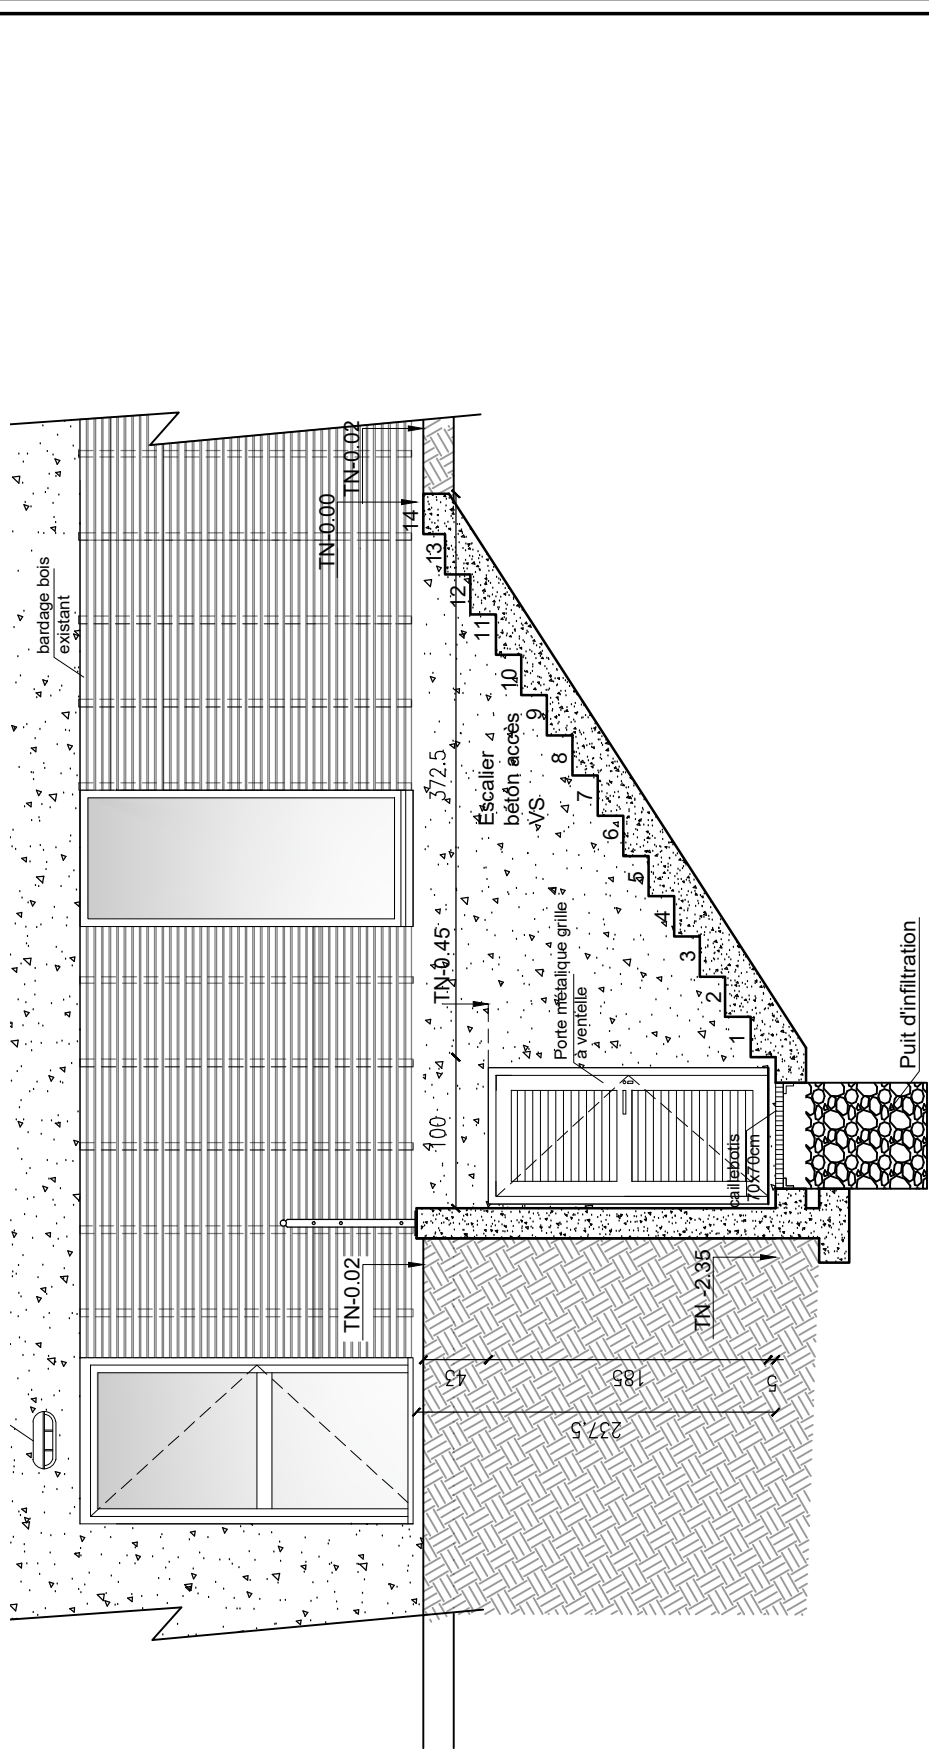 bardage bois
existant
TN-0.02
TN-0.00
14
13
12
11
10
9
8
7
6
5
4
3
2
1
372.5
Escalier
béton accès
VS
TN-0.45
Porte métalique grille
à ventelle
100
caillebotis
70x70cm
Puit d'infiltration
TN-0.02
TN -2.35
43
185
5
237.5